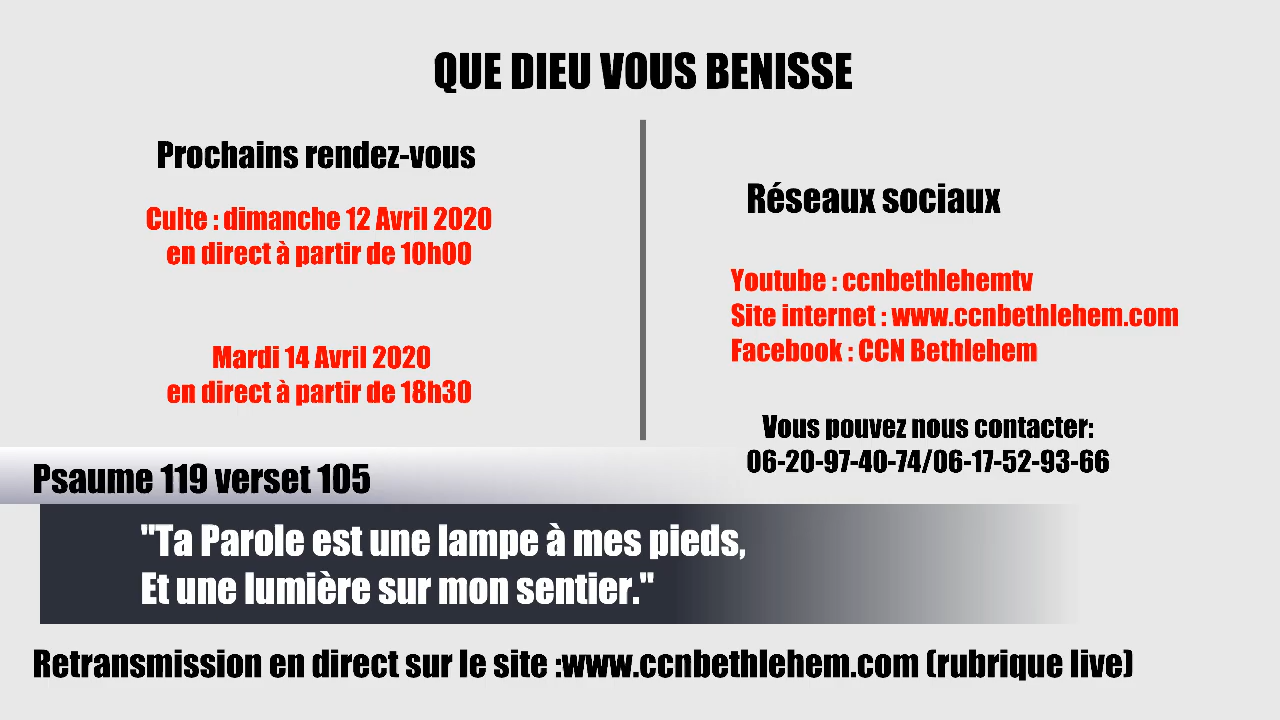 QUE DIEU VOUS BENISSE
Prochains rendez-vous
Culte : dimanche 12 Avril 2020
en direct à partir de 10h00
Mardi 14 Avril 2020
en direct à partir de 18h30
Réseaux sociaux
Youtube : ccnbethlehemtv
Site internet : www.ccnbethlehem.com
Facebook : CCN Bethlehem
Vous pouvez nous contacter:
06-20-97-40-74/06-17-52-93-66
Psaume 119 verset 105
"Ta Parole est une lampe à mes pieds,
Et une lumière sur mon sentier."
Retransmission en direct sur le site :www.ccnbethlehem.com (rubrique live)